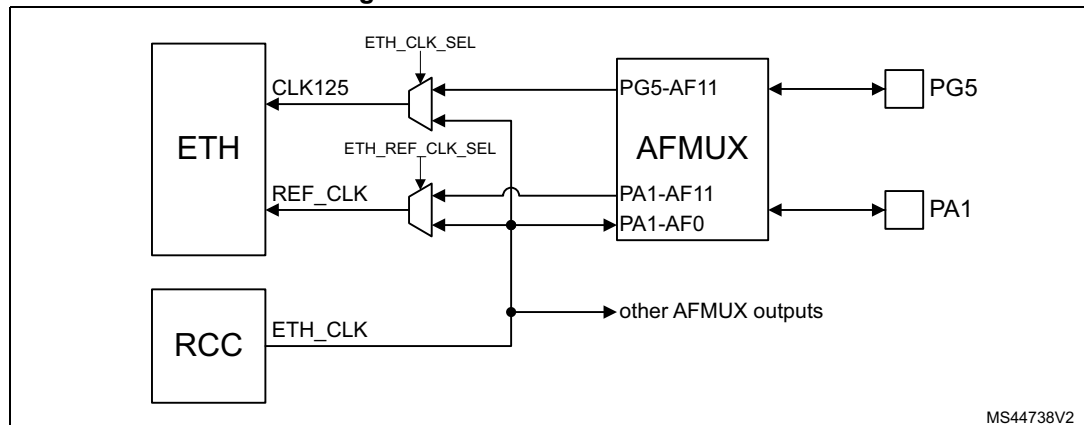 ETH_CLK_SEL
CLK125
PG5-AF11
PG5
ETH
ETH_REF_CLK_SEL
AFMUX
REF_CLK
PA1-AF11
PA1-AF0
PA1
other AFMUX outputs
RCC
ETH_CLK
MS44738V2